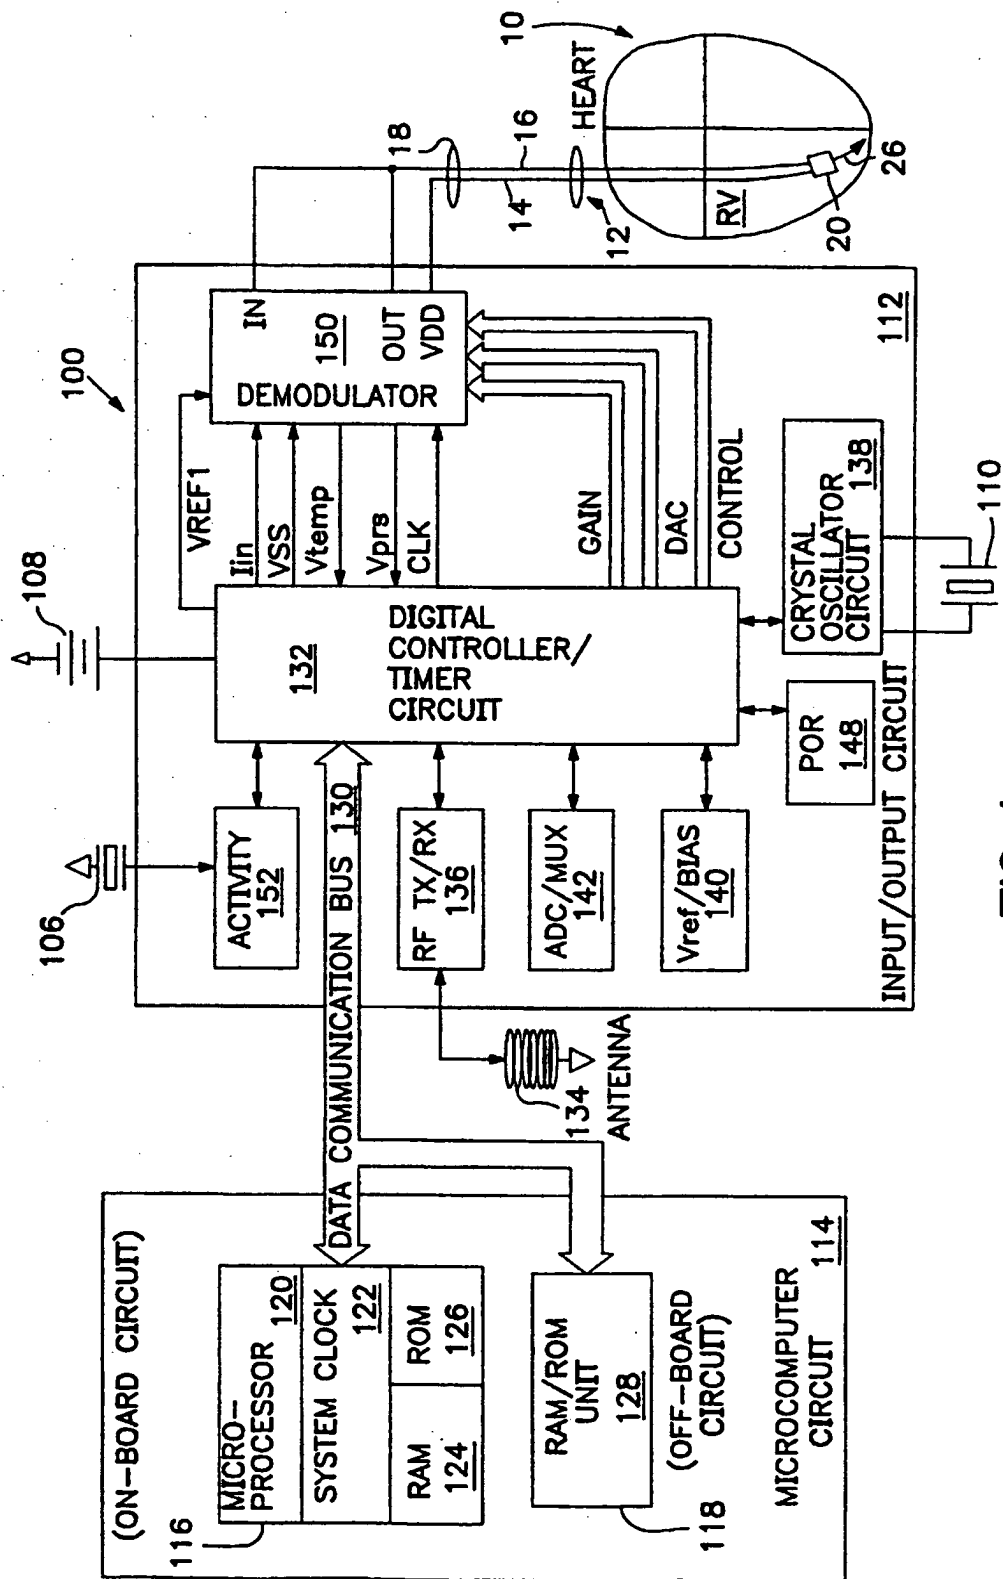 10
HEART
18
16
14
12
RV
20
26
100
108
106
VREF1
IN
150
OUT
VDD
DEMODULATOR
Iin
VSS
Vtemp
Vprs
CLK
GAIN
DAC
CONTROL
112
132
DIGITAL
CONTROLLER/
TIMER
CIRCUIT
CRYSTAL
OSCILLATOR
CIRCUIT 138
110
POR
148
ACTIVITY
152
RF TX/RX
136
ADC/MUX
142
Vref/BIAS
140
INPUT/OUTPUT CIRCUIT
DATA COMMUNICATION BUS 130
134
ANTENNA
(ON-BOARD CIRCUIT)
116
MICRO-
PROCESSOR 120
SYSTEM CLOCK
122
RAM
124
ROM
126
RAM/ROM
UNIT
128
118
(OFF-BOARD
CIRCUIT)
MICROCOMPUTER
CIRCUIT
114